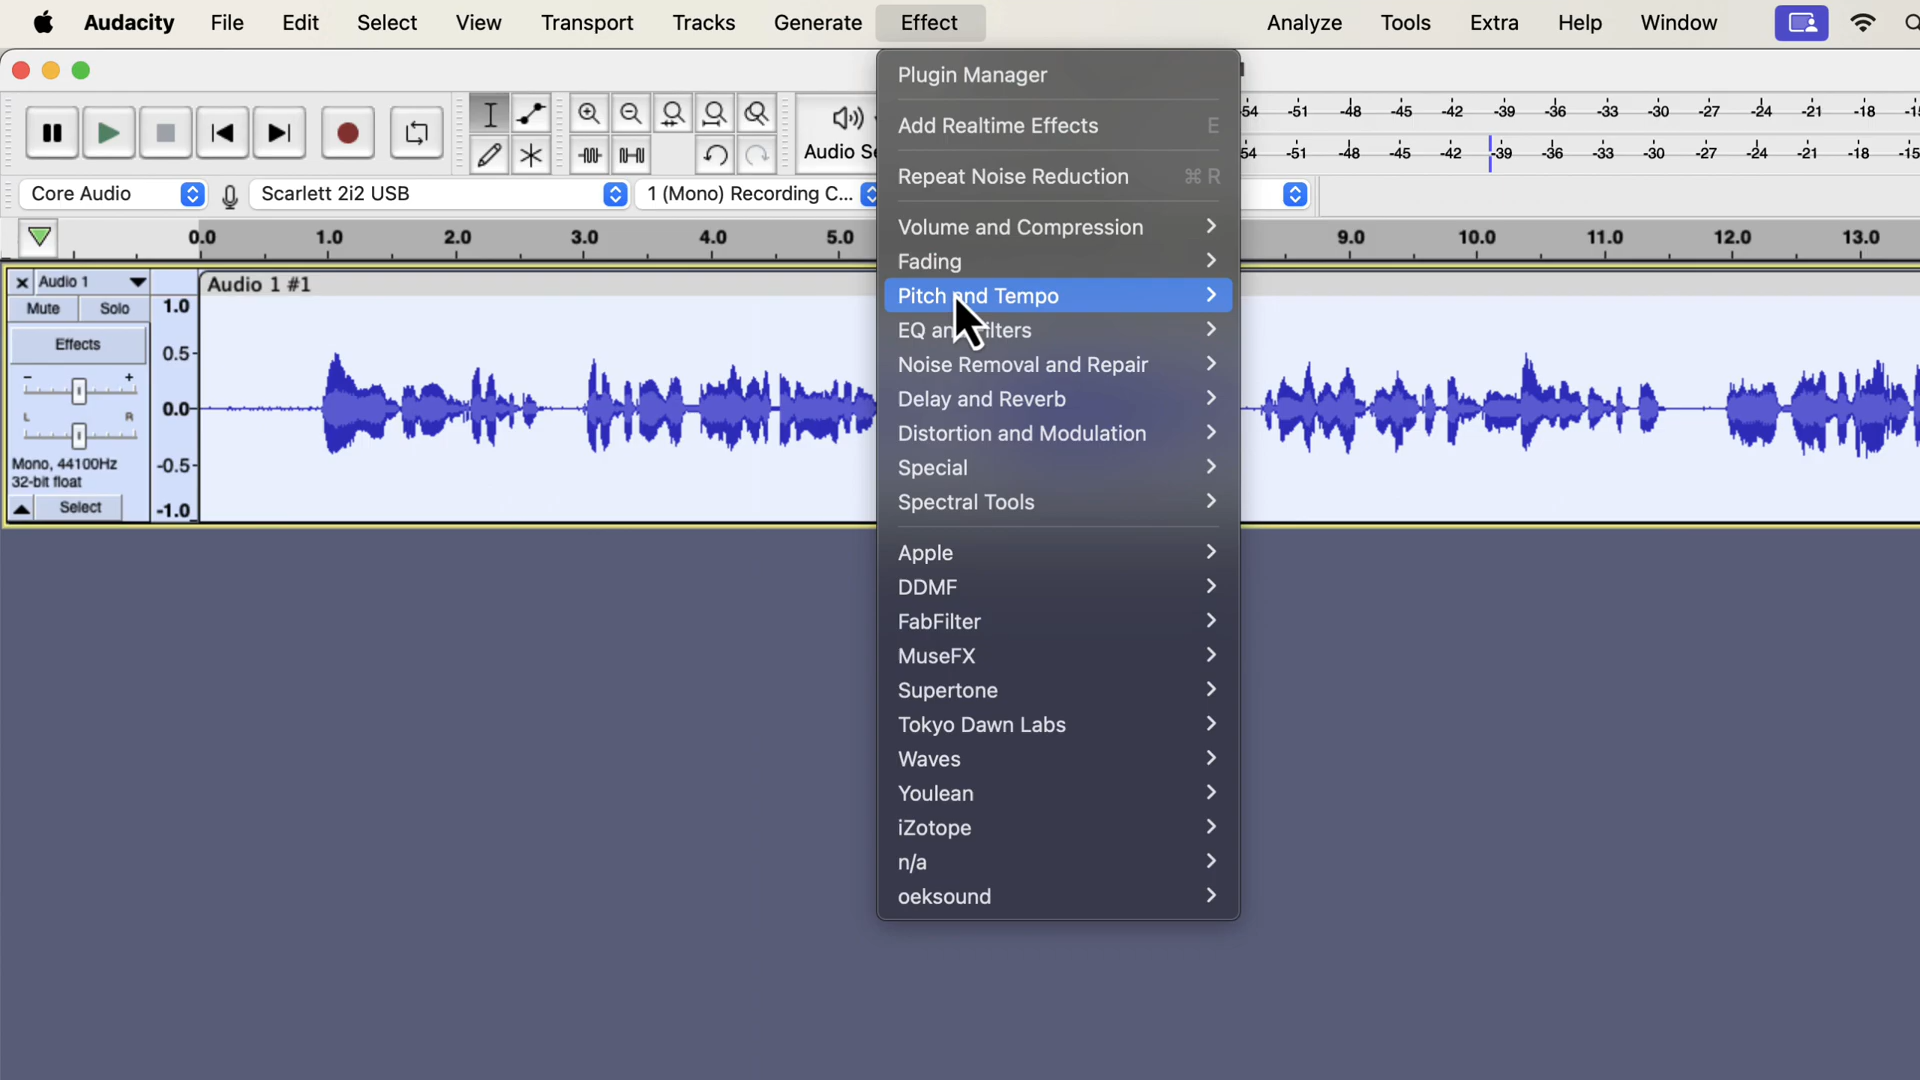 Audacity File Edit Select View Transport Tracks Generate Effect Analyze Tools Extra Help Window
Plugin Manager
Add Realtime Effects E
Repeat Noise Reduction ⌘ R
Volume and Compression
Fading
Pitch and Tempo
EQ and Filters
Noise Removal and Repair
Delay and Reverb
Distortion and Modulation
Special
Spectral Tools
Apple
DDMF
FabFilter
MuseFX
Supertone
Tokyo Dawn Labs
Waves
Youlean
iZotope
n/a
oeksound
Audio
54 -51 -48 -45 -42 -39 -36 -33 -30 -27 -24 -21 -18
54 -51 -48 -45 -42 -39 -36 -33 -30 -27 -24 -21 -18
Core Audio Scarlett 2i2 USB 1 (Mono) Recording C...
0.0 1.0 2.0 3.0 4.0 5.0 9.0 10.0 11.0 12.0 13.0
Audio 1 Audio 1 #1
Mute Solo
Effects
- +
L R
Mono, 44100Hz
32-bit float
Select
1.0
0.5
0.0
-0.5
-1.0